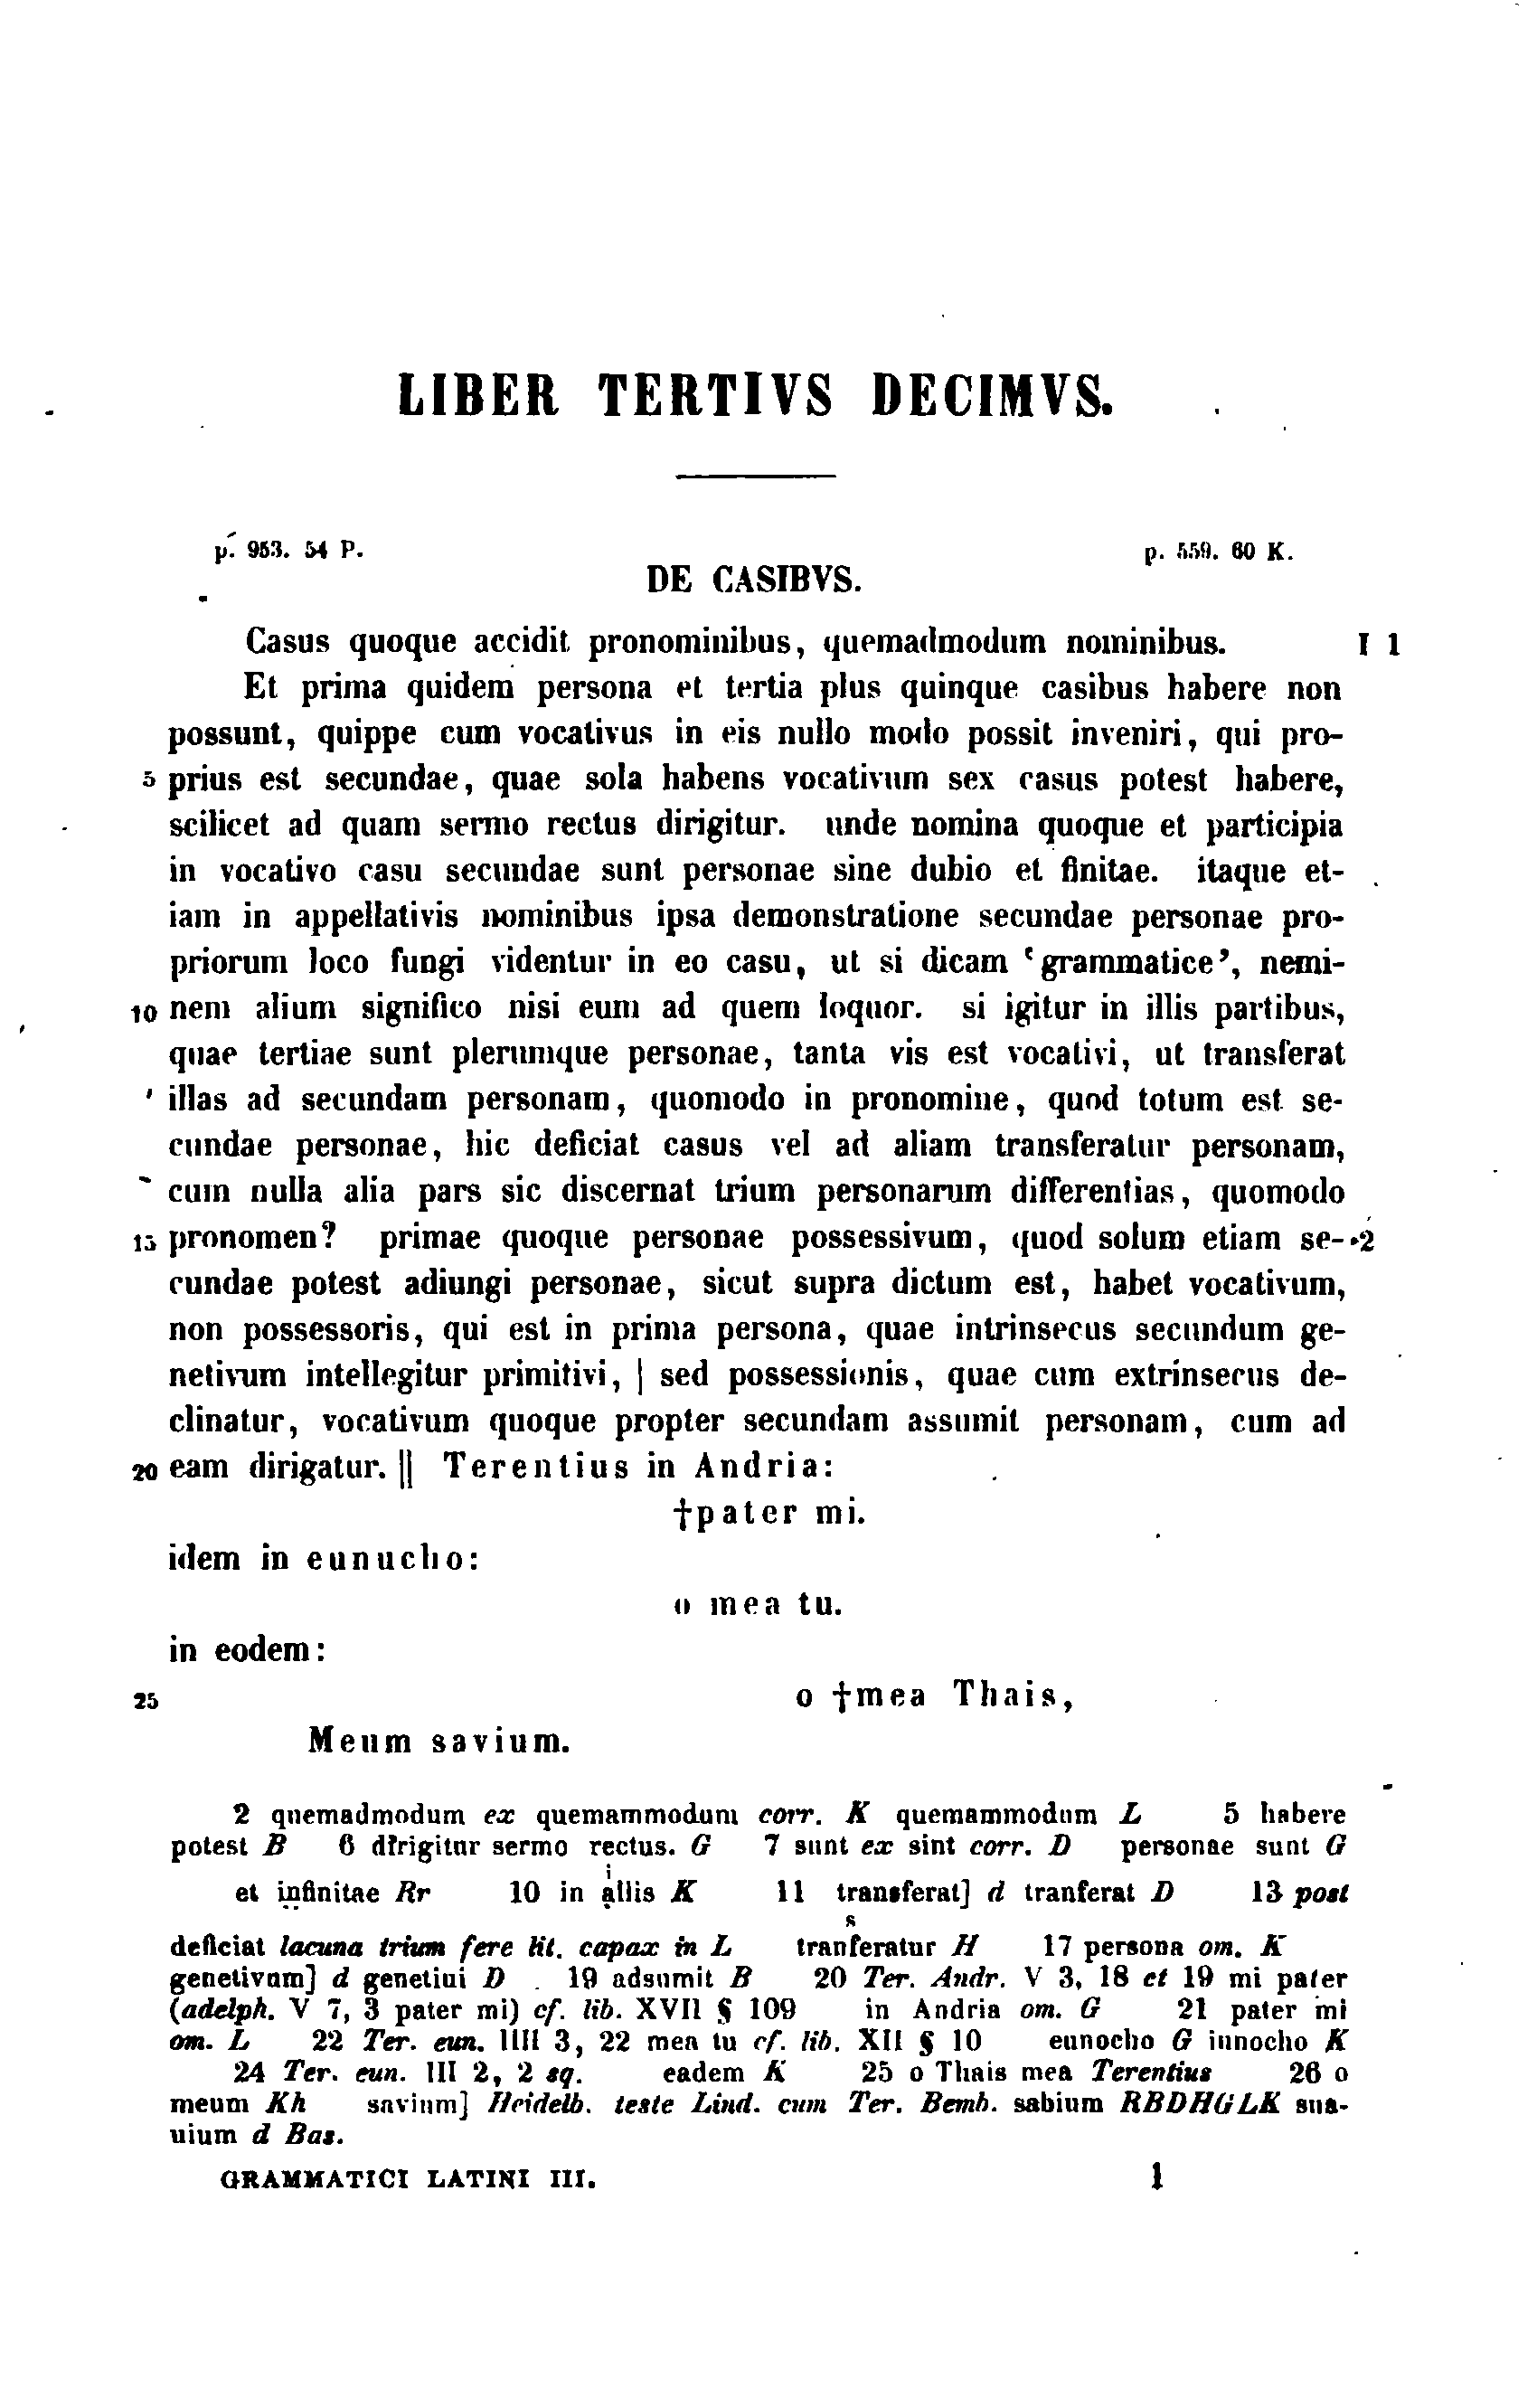 LIBER TERTIVS DECIMVS.
p. 953. 54 P. p. 559. 60 K.
DE CASIBVS.
Casus quoque accidit pronominibus, quemadmodum nominibus. I 1
Et prima quidem persona et tertia plus quinque casibus habere non
possunt, quippe cum vocativus in eis nullo modo possit inveniri, qui pro-
5 prius est secundae, quae sola habens vocativum sex casus potest habere,
scilicet ad quam sermo rectus dirigitur. unde nomina quoque et participia
in vocativo casu secundae sunt personae sine dubio et finitae. itaque et-
iam in appellativis nominibus ipsa demonstratione secundae personae pro-
priorum loco fungi videntur in eo casu, ut si dicam ‘grammatice’, nemi-
10 nem alium significo nisi eum ad quem loquor. si igitur in illis partibus,
quae tertiae sunt plerumque personae, tanta vis est vocativi, ut transferat
illas ad secundam personam, quomodo in pronomine, quod totum est se-
cundae personae, hic deficiat casus vel ad aliam transferatur personam,
cum nulla alia pars sic discernat trium personarum differentias, quomodo
15 pronomen? primae quoque personae possessivum, quod solum etiam se- 2
cundae potest adiungi personae, sicut supra dictum est, habet vocativum,
non possessoris, qui est in prima persona, quae intrinsecus secundum ge-
netivum intellegitur primitivi, | sed possessionis, quae cum extrinsecus de-
clinatur, vocativum quoque propter secundam assumit personam, cum ad
20 eam dirigatur. || Terentius in Andria:
†pater mi.
idem in eunucho:
o mea tu.
in eodem:
25 o †mea Thais,
Meum savium.
2 quemadmodum ex quemammodum corr. K quemammodum L 5 habere
potest B 6 dirigitur sermo rectus. G 7 sunt ex sint corr. D personae sunt G
et ịṇfinitae Rr 10 in ạllis K 11 transferat] d tranferat D 13 post
deficiat lacuna trium fere lit. capax in L tranferatur H 17 persona om. K
genetivum] d genetiui D 19 adsumit B 20 Ter. Andr. V 3, 18 et 19 mi pater
(adelph. V 7, 3 pater mi) cf. lib. XVII § 109 in Andria om. G 21 pater mi
om. L 22 Ter. eun. IIII 3, 22 mea tu cf. lib. XII § 10 eunocho G innocho K
24 Ter. eun. III 2, 2 sq. eadem K 25 o Thais mea Terentius 26 o
meum Kh savium] Heidelb. teste Lind. cum Ter. Bemb. sabium RBDHGLK sua-
uium d Bas.
GRAMMATICI LATINI III. 1